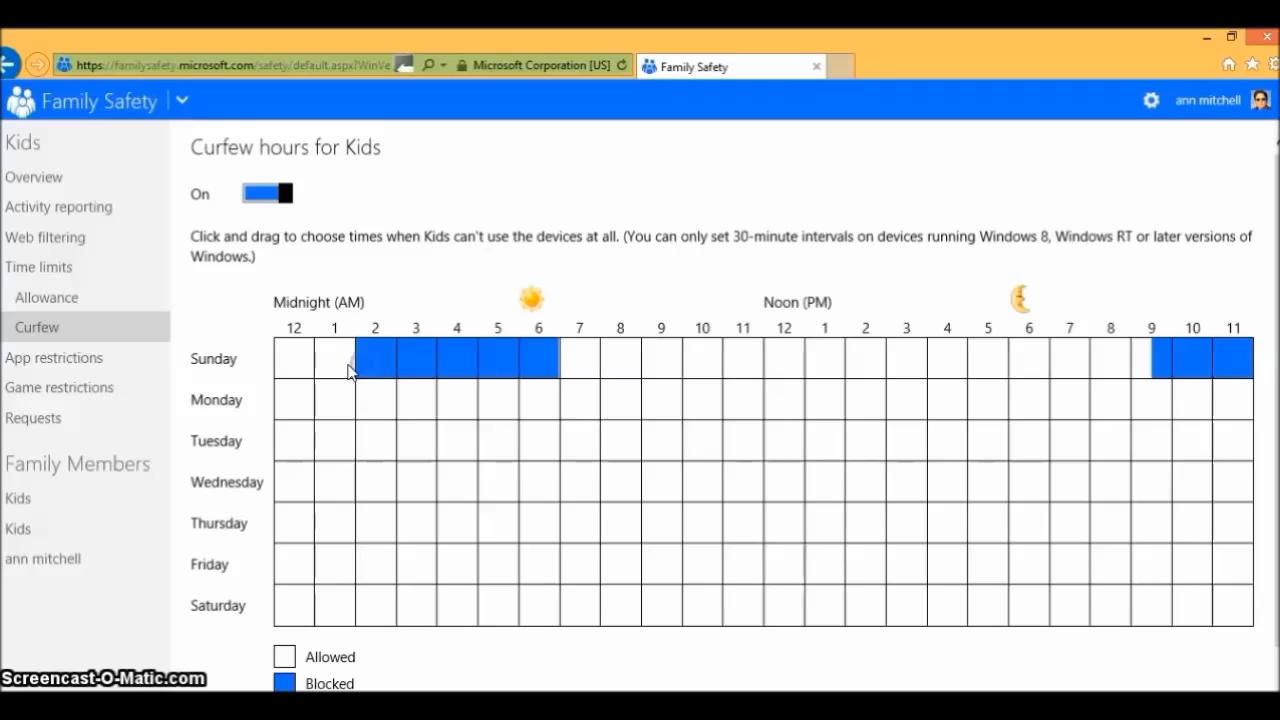 https://familysafety.microsoft.com/safety/default.aspx?WinVe
Microsoft Corporation [US]
Family Safety
Family Safety
ann mitchell
Kids
Overview
Activity reporting
Web filtering
Time limits
Allowance
Curfew
App restrictions
Game restrictions
Requests
Family Members
Kids
Kids
ann mitchell
Curfew hours for Kids
On
Click and drag to choose times when Kids can't use the devices at all. (You can only set 30-minute intervals on devices running Windows 8, Windows RT or later versions of
Windows.)
Midnight (AM) Noon (PM)
12 1 2 3 4 5 6 7 8 9 10 11 12 1 2 3 4 5 6 7 8 9 10 11
Sunday
Monday
Tuesday
Wednesday
Thursday
Friday
Saturday
Allowed
Blocked
Screencast-O-Matic.com